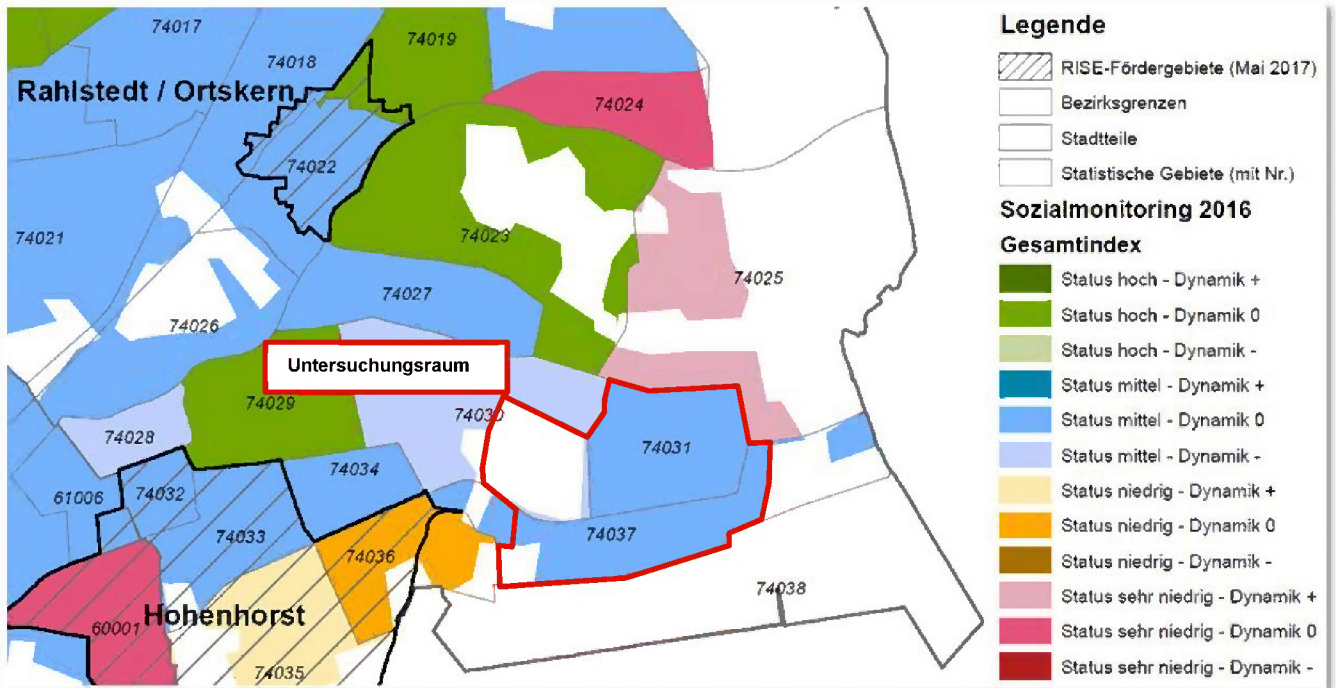 74017
74018
74019
Rahlstedt / Ortskern
74022
74024
74021
74023
74025
74027
74026
Untersuchungsraum
74029
74030
74028
74031
74034
61006
74032
74033
74036
74037
74038
Hohenhorst
60001
74035
Legende
RISE-Fördergebiete (Mai 2017)
Bezirksgrenzen
Stadtteile
Statistische Gebiete (mit Nr.)
Sozialmonitoring 2016
Gesamtindex
Status hoch - Dynamik +
Status hoch - Dynamik 0
Status hoch - Dynamik -
Status mittel - Dynamik +
Status mittel - Dynamik 0
Status mittel - Dynamik -
Status niedrig - Dynamik +
Status niedrig - Dynamik 0
Status niedrig - Dynamik -
Status sehr niedrig - Dynamik +
Status sehr niedrig - Dynamik 0
Status sehr niedrig - Dynamik -